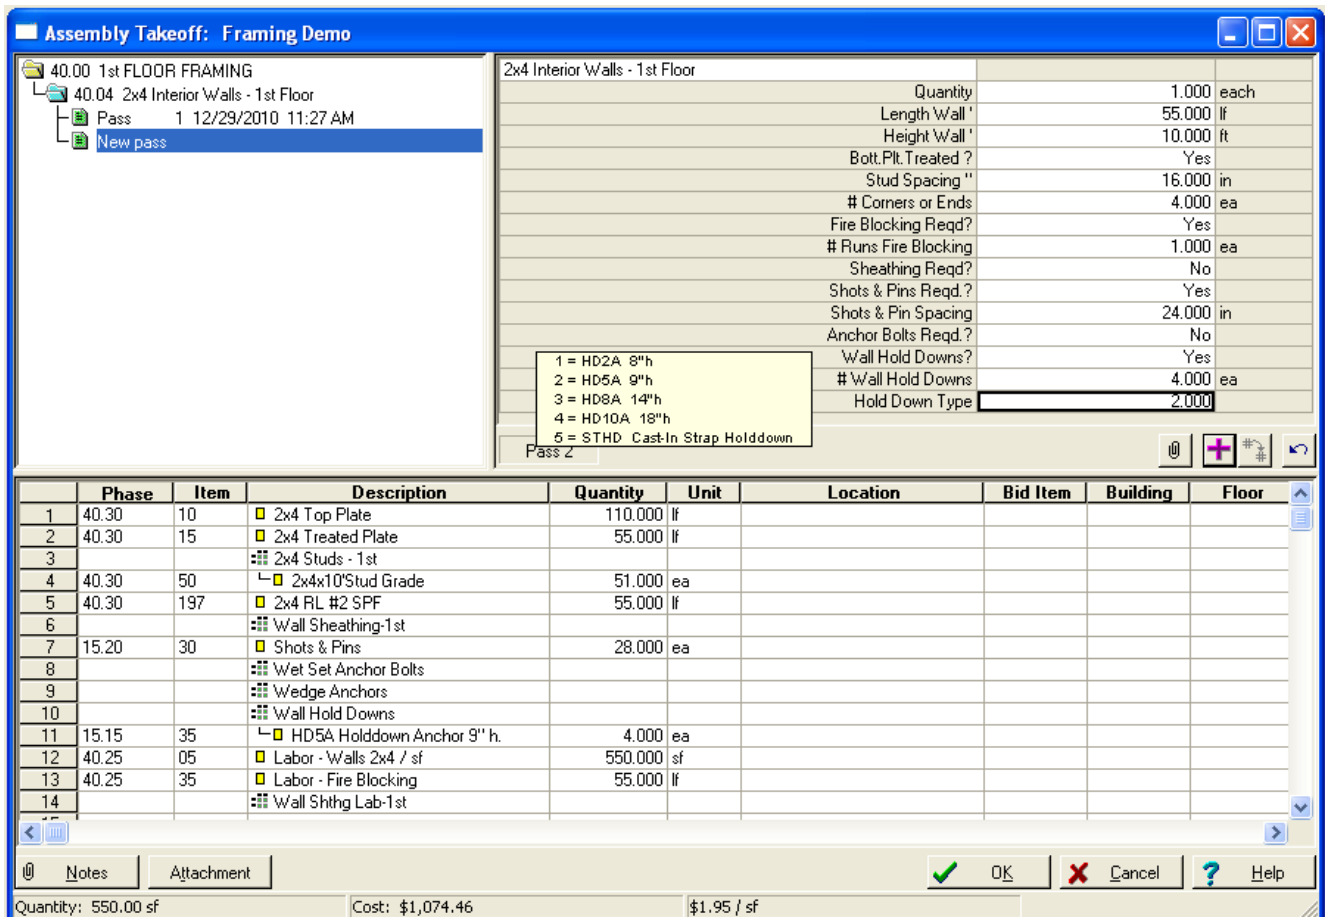 Assembly Takeoff: Framing Demo
40.00 1st FLOOR FRAMING
40.04 2x4 Interior Walls - 1st Floor
Pass 1 12/29/2010 11:27 AM
New pass
2x4 Interior Walls - 1st Floor
Quantity 1.000 each
Length Wall ' 55.000 lf
Height Wall ' 10.000 ft
Bott.Plt.Treated ? Yes
Stud Spacing " 16.000 in
# Corners or Ends 4.000 ea
Fire Blocking Reqd? Yes
# Runs Fire Blocking 1.000 ea
Sheathing Reqd? No
Shots & Pins Reqd.? Yes
Shots & Pin Spacing 24.000 in
Anchor Bolts Reqd.? No
Wall Hold Downs? Yes
# Wall Hold Downs 4.000 ea
Hold Down Type 2.000
1 = HD2A 8"h
2 = HD5A 9"h
3 = HD8A 14"h
4 = HD10A 18"h
5 = STHD Cast-In Strap Holddown
Pass 2
Phase Item Description Quantity Unit Location Bid Item Building Floor
1 40.30 10 2x4 Top Plate 110.000 lf
2 40.30 15 2x4 Treated Plate 55.000 lf
3 2x4 Studs - 1st
4 40.30 50 2x4x10'Stud Grade 51.000 ea
5 40.30 197 2x4 RL #2 SPF 55.000 lf
6 Wall Sheathing-1st
7 15.20 30 Shots & Pins 28.000 ea
8 Wet Set Anchor Bolts
9 Wedge Anchors
10 Wall Hold Downs
11 15.15 35 HD5A Holddown Anchor 9" h. 4.000 ea
12 40.25 05 Labor - Walls 2x4 / sf 550.000 sf
13 40.25 35 Labor - Fire Blocking 55.000 lf
14 Wall Shthg Lab-1st
Notes Attachment OK Cancel Help
Quantity: 550.00 sf Cost: $1,074.46 $1.95 / sf